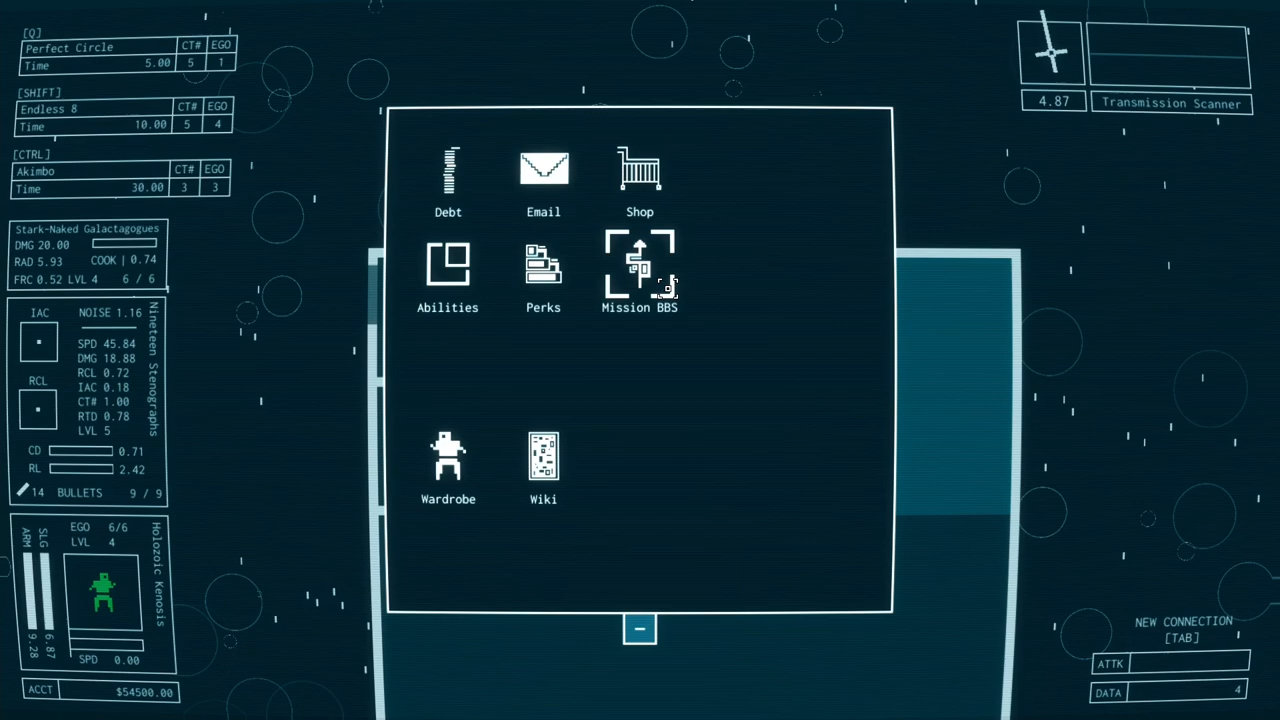 [Q]
Perfect Circle CT# EGO
Time 5.00 5 1
[SHIFT]
Endless 8 CT# EGO
Time 10.00 5 4
[CTRL]
Akimbo CT# EGO
Time 30.00 3 3
Stark-Naked Galactagogues
DMG 20.00
RAD 5.93 COOK | 0.74
FRC 0.52 LVL 4 6 / 6
IAC NOISE 1.16
Nineteen Stenographs
SPD 45.84
DMG 18.88
RCL RCL 0.72
IAC 0.18
CT# 1.00
RTD 0.78
LVL 5
CD 0.71
RL 2.42
14 BULLETS 9 / 9
ARM SLG EGO 6/6
LVL 4
Holozoic Kenosis
9.28 6.87
SPD 0.00
ACCT $54500.00
Debt Email Shop
Abilities Perks Mission BBS
Wardrobe Wiki
4.87 Transmission Scanner
NEW CONNECTION
[TAB]
ATTK
DATA 4